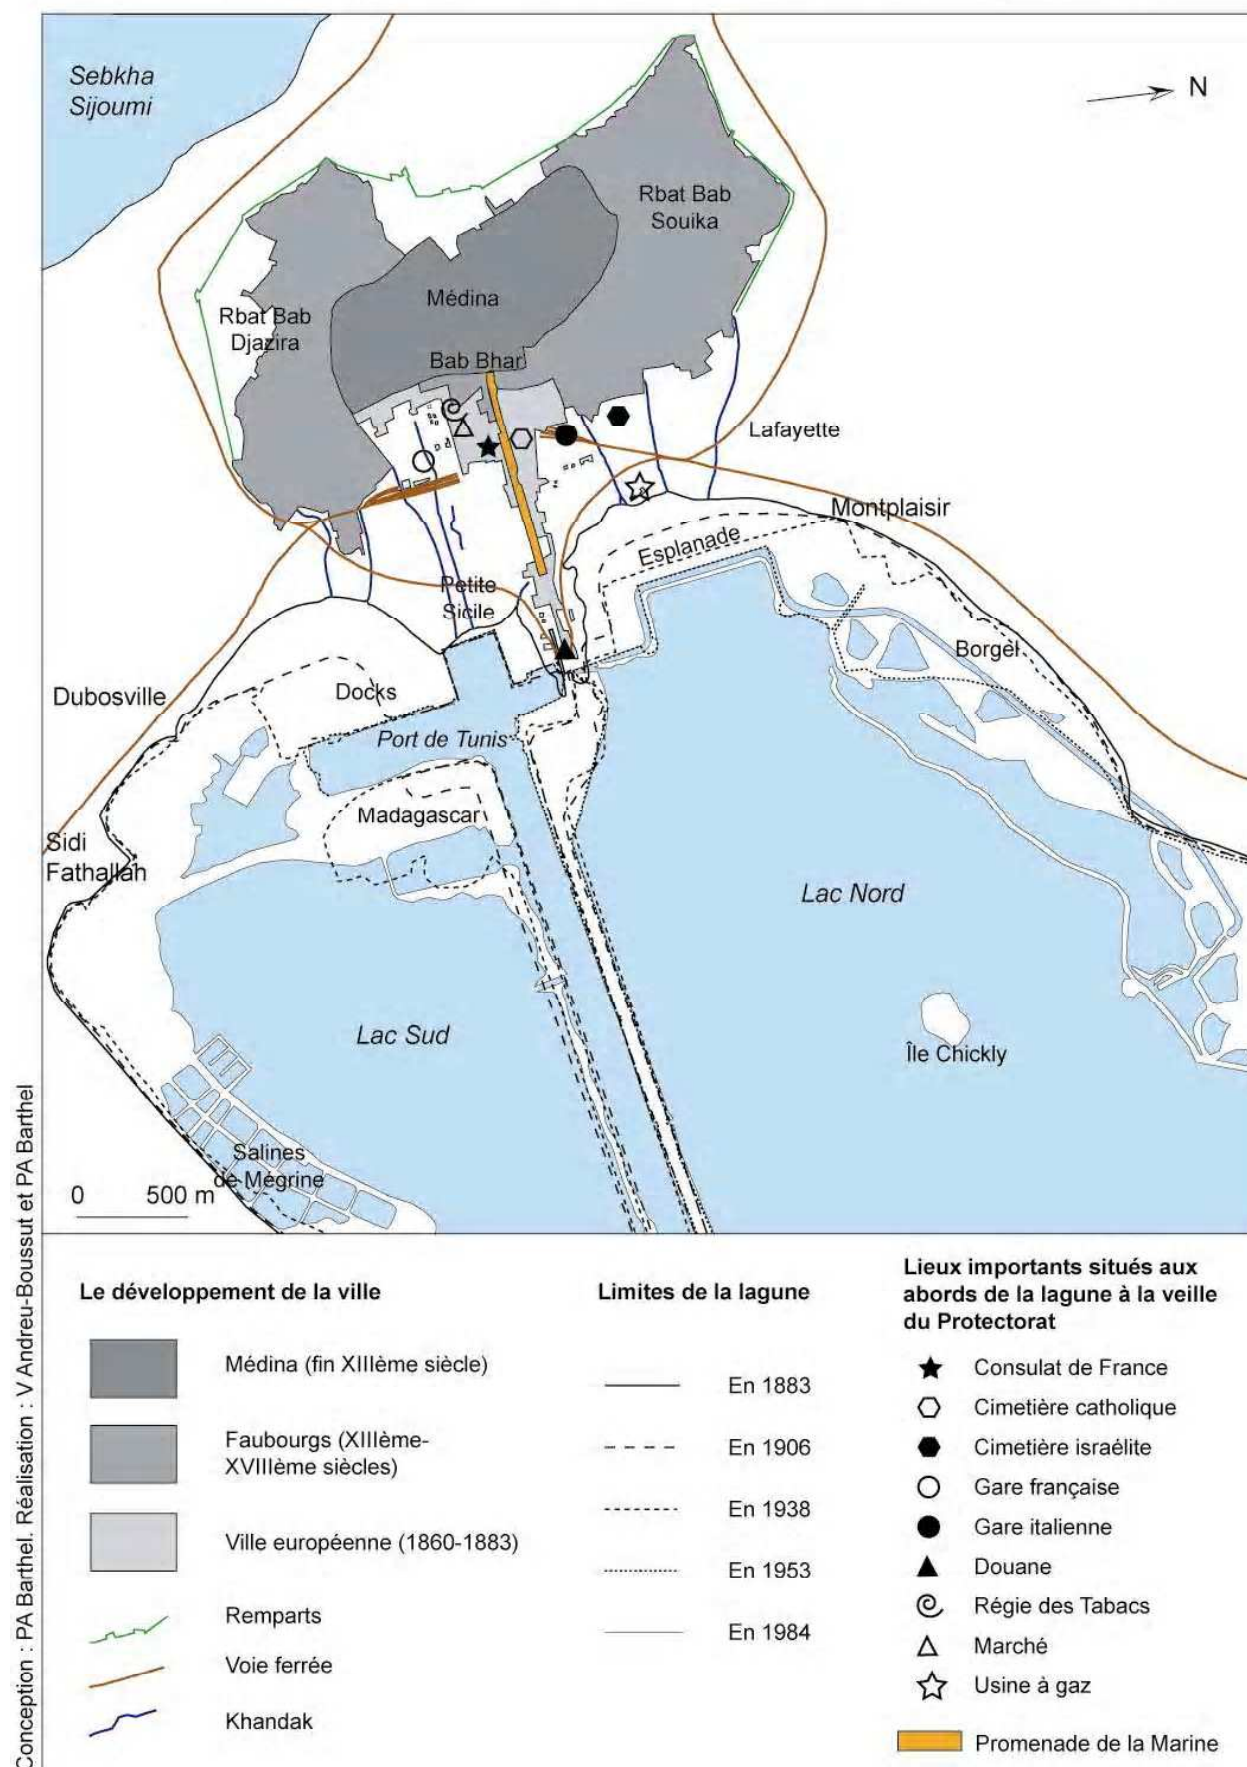 Sebkha
Sijoumi
N
Rbat Bab
Souika
Médina
Rbat Bab
Djazira
Bab Bhar
Lafayette
Montplaisir
Esplanade
Petite
Sicile
Borgel
Dubosville
Docks
Port de Tunis
Madagascar
Sidi
Fathallah
Lac Nord
Lac Sud
Île Chickly
Salines
de Mégrine
0 500 m
Conception : PA Barthel. Réalisation : V Andreu-Boussut et PA Barthel
Le développement de la ville
Médina (fin XIIIème siècle)
Faubourgs (XIIIème-
XVIIIème siècles)
Ville européenne (1860-1883)
Remparts
Voie ferrée
Khandak
Limites de la lagune
En 1883
En 1906
En 1938
En 1953
En 1984
Lieux importants situés aux
abords de la lagune à la veille
du Protectorat
Consulat de France
Cimetière catholique
Cimetière israélite
Gare française
Gare italienne
Douane
Régie des Tabacs
Marché
Usine à gaz
Promenade de la Marine